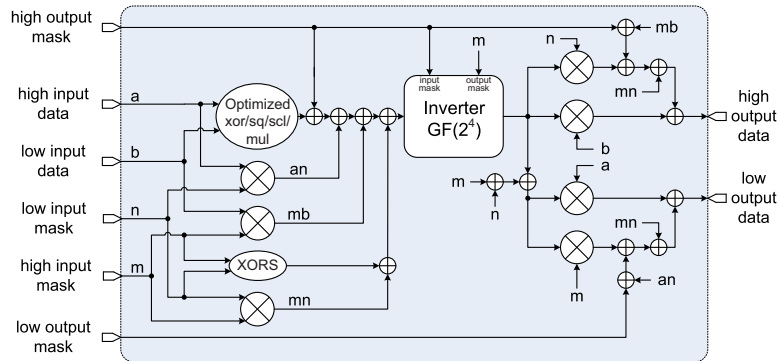 high output
mask
high input
data
low input
data
low input
mask
high input
mask
low output
mask
a
b
n
m
Optimized
xor/sq/scl/
mul
an
mb
XORS
mn
m
input
mask
output
mask
Inverter
GF(2⁴)
m
n
n
mb
mn
b
a
mn
m
an
high
output
data
low
output
data